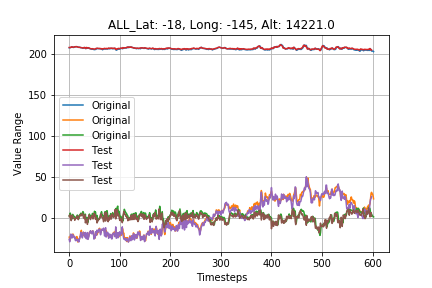 ALL_Lat: -18, Long: -145, Alt: 14221.0
Value Range
200
150
100
50
0
Original
Original
Original
Test
Test
Test
0 100 200 300 400 500 600
Timesteps